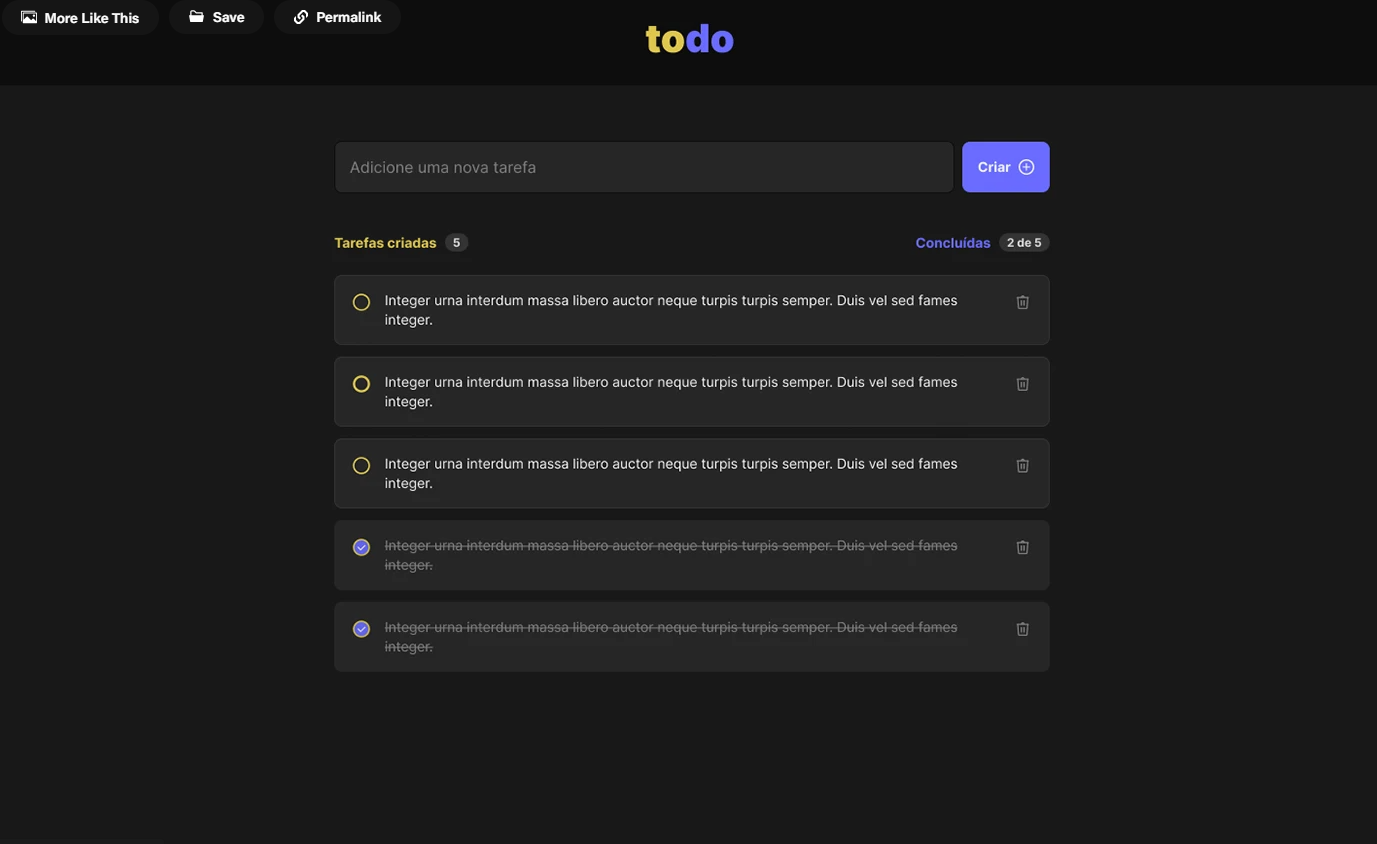 More Like This
Save
Permalink
todo
Adicione uma nova tarefa
Criar
Tarefas criadas 5
Concluídas 2 de 5
Integer urna interdum massa libero auctor neque turpis turpis semper. Duis vel sed fames
integer.
Integer urna interdum massa libero auctor neque turpis turpis semper. Duis vel sed fames
integer.
Integer urna interdum massa libero auctor neque turpis turpis semper. Duis vel sed fames
integer.
Integer urna interdum massa libero auctor neque turpis turpis semper. Duis vel sed fames
integer.
Integer urna interdum massa libero auctor neque turpis turpis semper. Duis vel sed fames
integer.